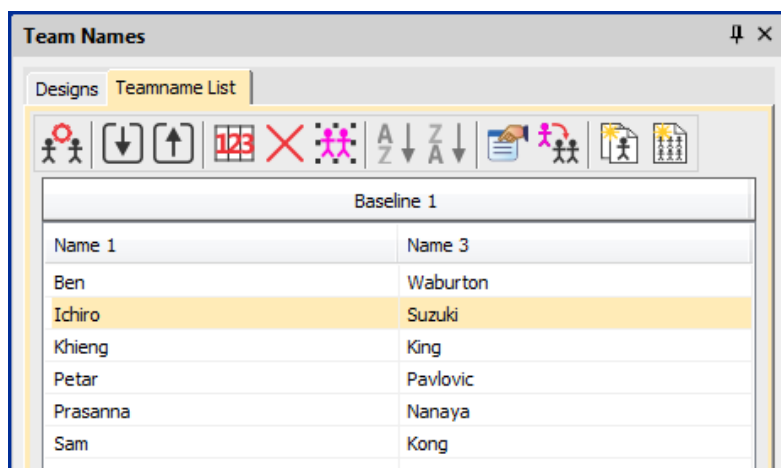 Team Names
Designs Teamname List
123 A Z Z A
Baseline 1
Name 1 Name 3
Ben Waburton
Ichiro Suzuki
Khieng King
Petar Pavlovic
Prasanna Nanaya
Sam Kong